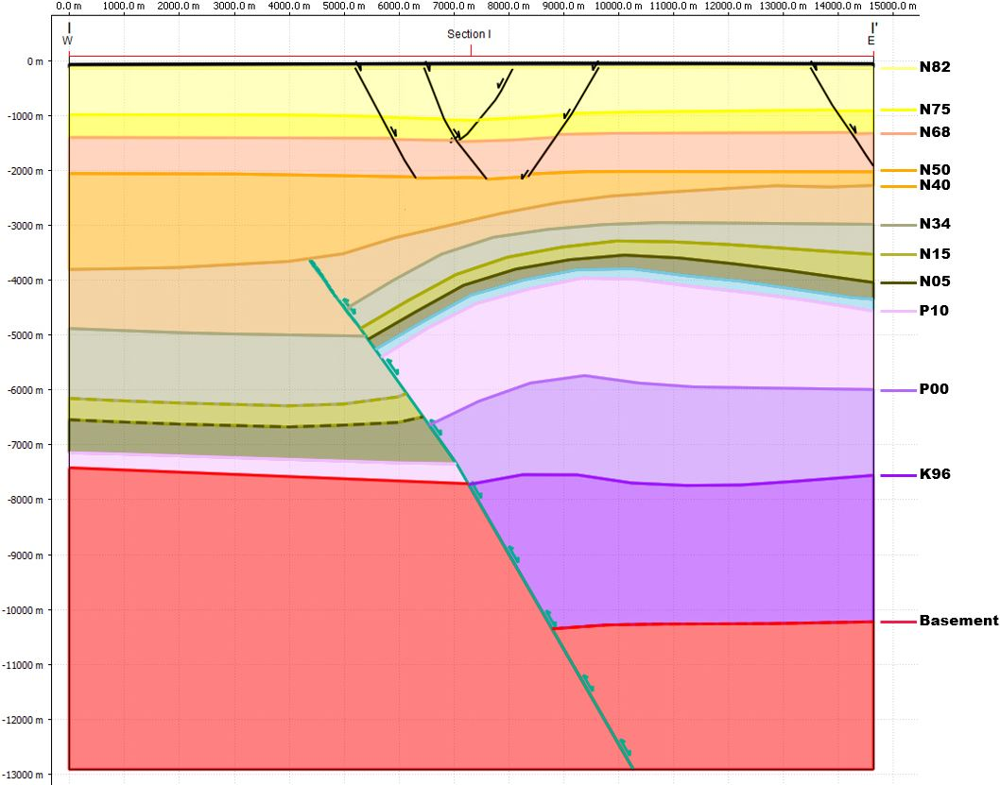 0.0 m 1000.0 m 2000.0 m 3000.0 m 4000.0 m 5000.0 m 6000.0 m 7000.0 m 8000.0 m 9000.0 m 10000.0 m 11000.0 m 12000.0 m 13000.0 m 14000.0 m 15000.0 m
I I'
W Section I E
0 m
N82
-1000 m
N75
N68
-2000 m
N50
N40
-3000 m
N34
N15
-4000 m
N05
P10
-5000 m
-6000 m
P00
-7000 m
K96
-8000 m
-9000 m
-10000 m
Basement
-11000 m
-12000 m
-13000 m